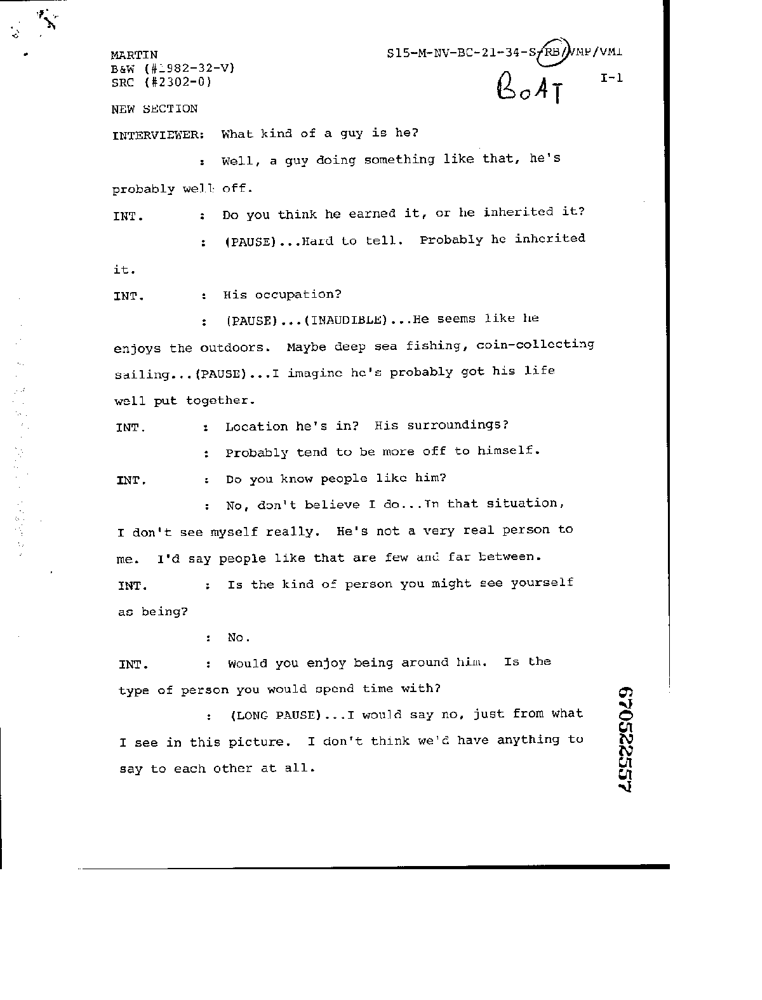 MARTIN S15-M-NV-BC-21-34-S/RB/VMP/VMI
B&W (#1982-32-V)
SRC (#2302-0) BOAT I-1
NEW SECTION
INTERVIEWER: What kind of a guy is he?
: Well, a guy doing something like that, he's
probably well off.
INT. : Do you think he earned it, or he inherited it?
: (PAUSE)...Hard to tell. Probably he inherited
it.
INT. : His occupation?
: (PAUSE)...(INAUDIBLE)...He seems like he
enjoys the outdoors. Maybe deep sea fishing, coin-collecting
sailing...(PAUSE)...I imagine he's probably got his life
well put together.
INT. : Location he's in? His surroundings?
: Probably tend to be more off to himself.
INT. : Do you know people like him?
: No, don't believe I do...In that situation,
I don't see myself really. He's not a very real person to
me. I'd say people like that are few and far between.
INT. : Is the kind of person you might see yourself
as being?
: No.
INT. : Would you enjoy being around him. Is the
type of person you would spend time with?
: (LONG PAUSE)...I would say no, just from what
I see in this picture. I don't think we'd have anything to
say to each other at all.
670522557